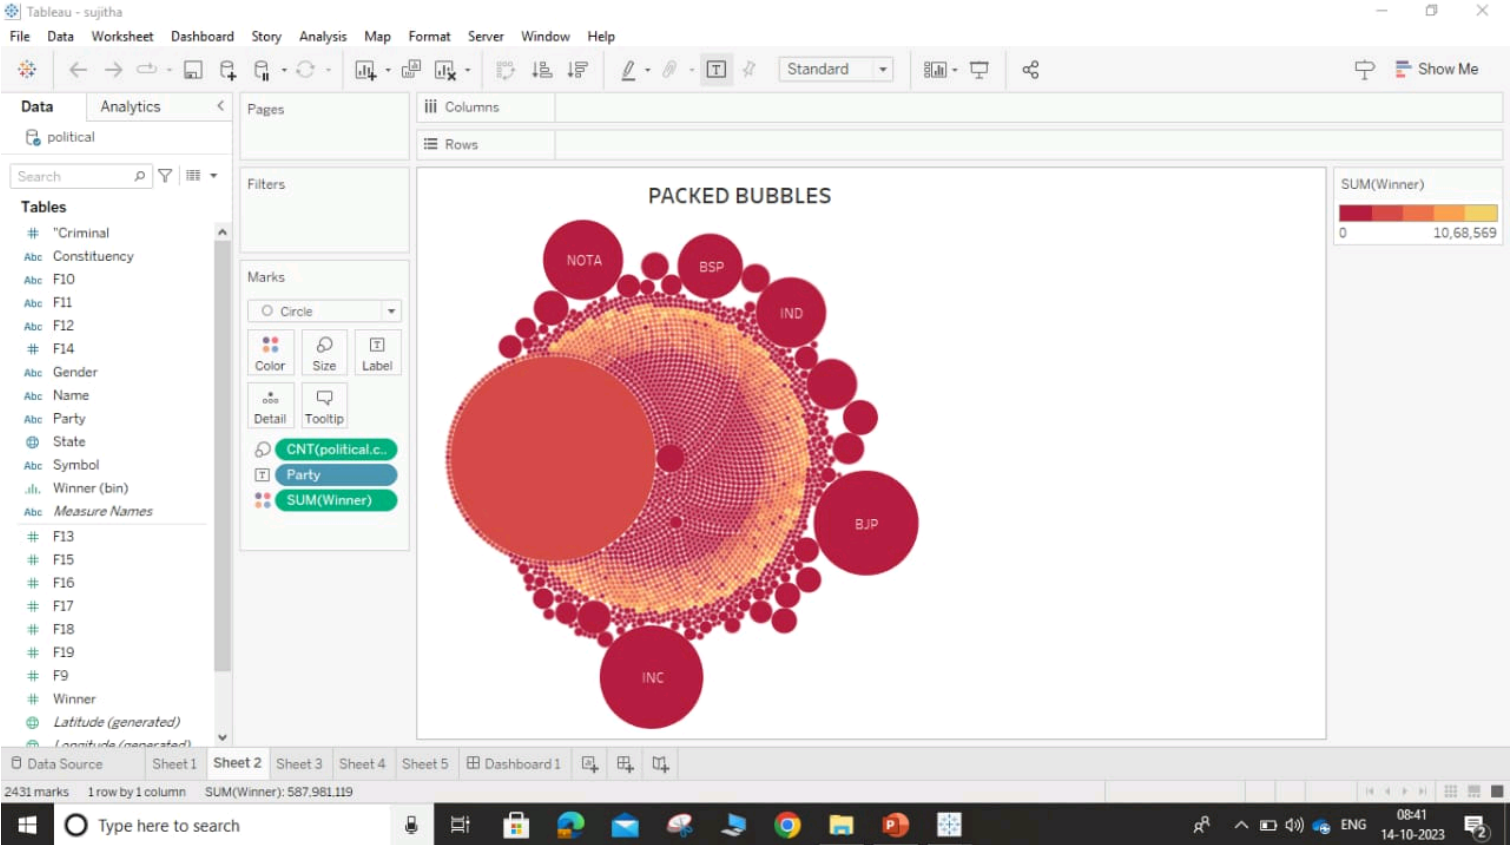 Tableau - sujitha
File Data Worksheet Dashboard Story Analysis Map Format Server Window Help
Standard
Show Me
Data Analytics
political
Search
Tables
"Criminal
Abc Constituency
Abc F10
Abc F11
Abc F12
F14
Abc Gender
Abc Name
Abc Party
State
Abc Symbol
Winner (bin)
Abc Measure Names
F13
F15
F16
F17
F18
F19
F9
Winner
Latitude (generated)
Longitude (generated)
Pages
Filters
Marks
Circle
Color Size Label
Detail Tooltip
CNT(political.c..
Party
SUM(Winner)
Columns
Rows
PACKED BUBBLES
NOTA
BSP
IND
BJP
INC
SUM(Winner)
0 10,68,569
Data Source Sheet 1 Sheet 2 Sheet 3 Sheet 4 Sheet 5 Dashboard 1
2431 marks 1 row by 1 column SUM(Winner): 587,981,119
Type here to search
ENG
08:41
14-10-2023
2